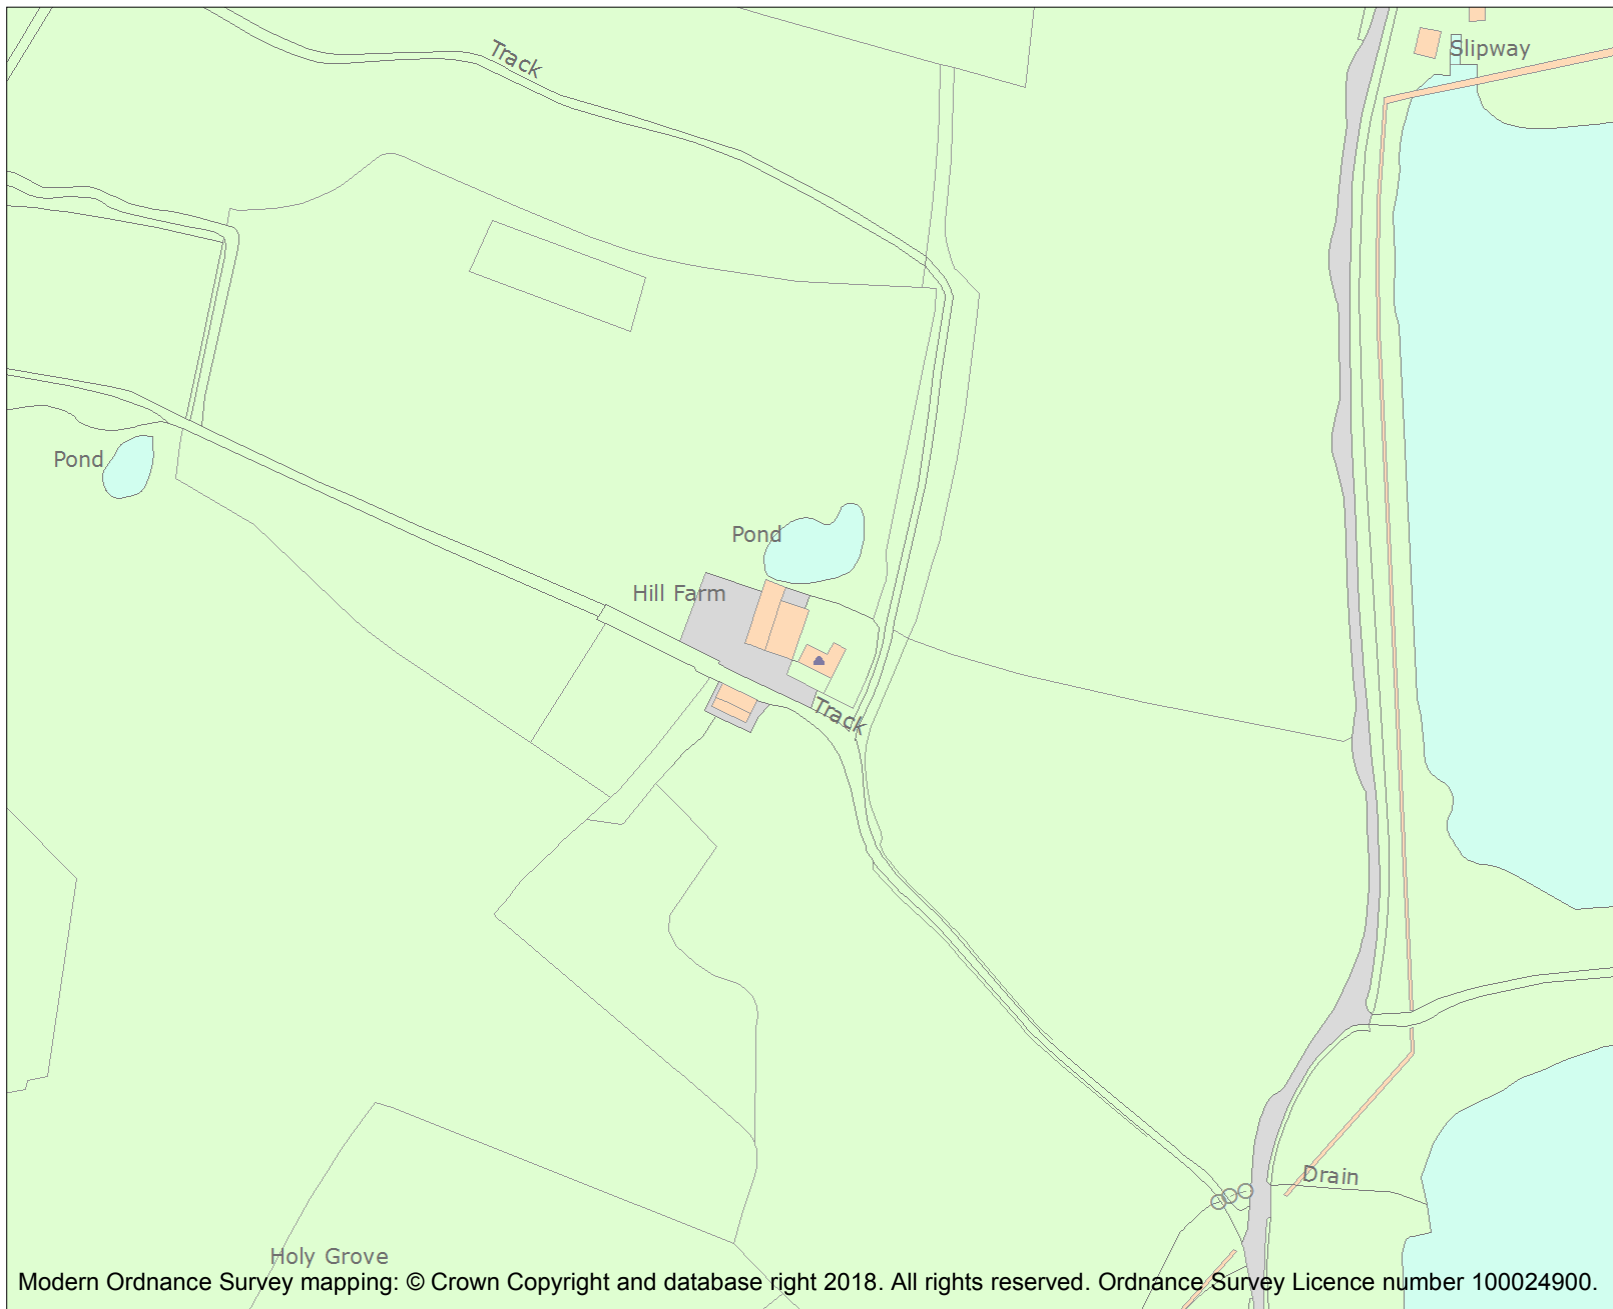 Track
Slipway
Pond
Pond
Hill Farm
Track
Drain
Holy Grove
Modern Ordnance Survey mapping: © Crown Copyright and database right 2018. All rights reserved. Ordnance Survey Licence number 100024900.